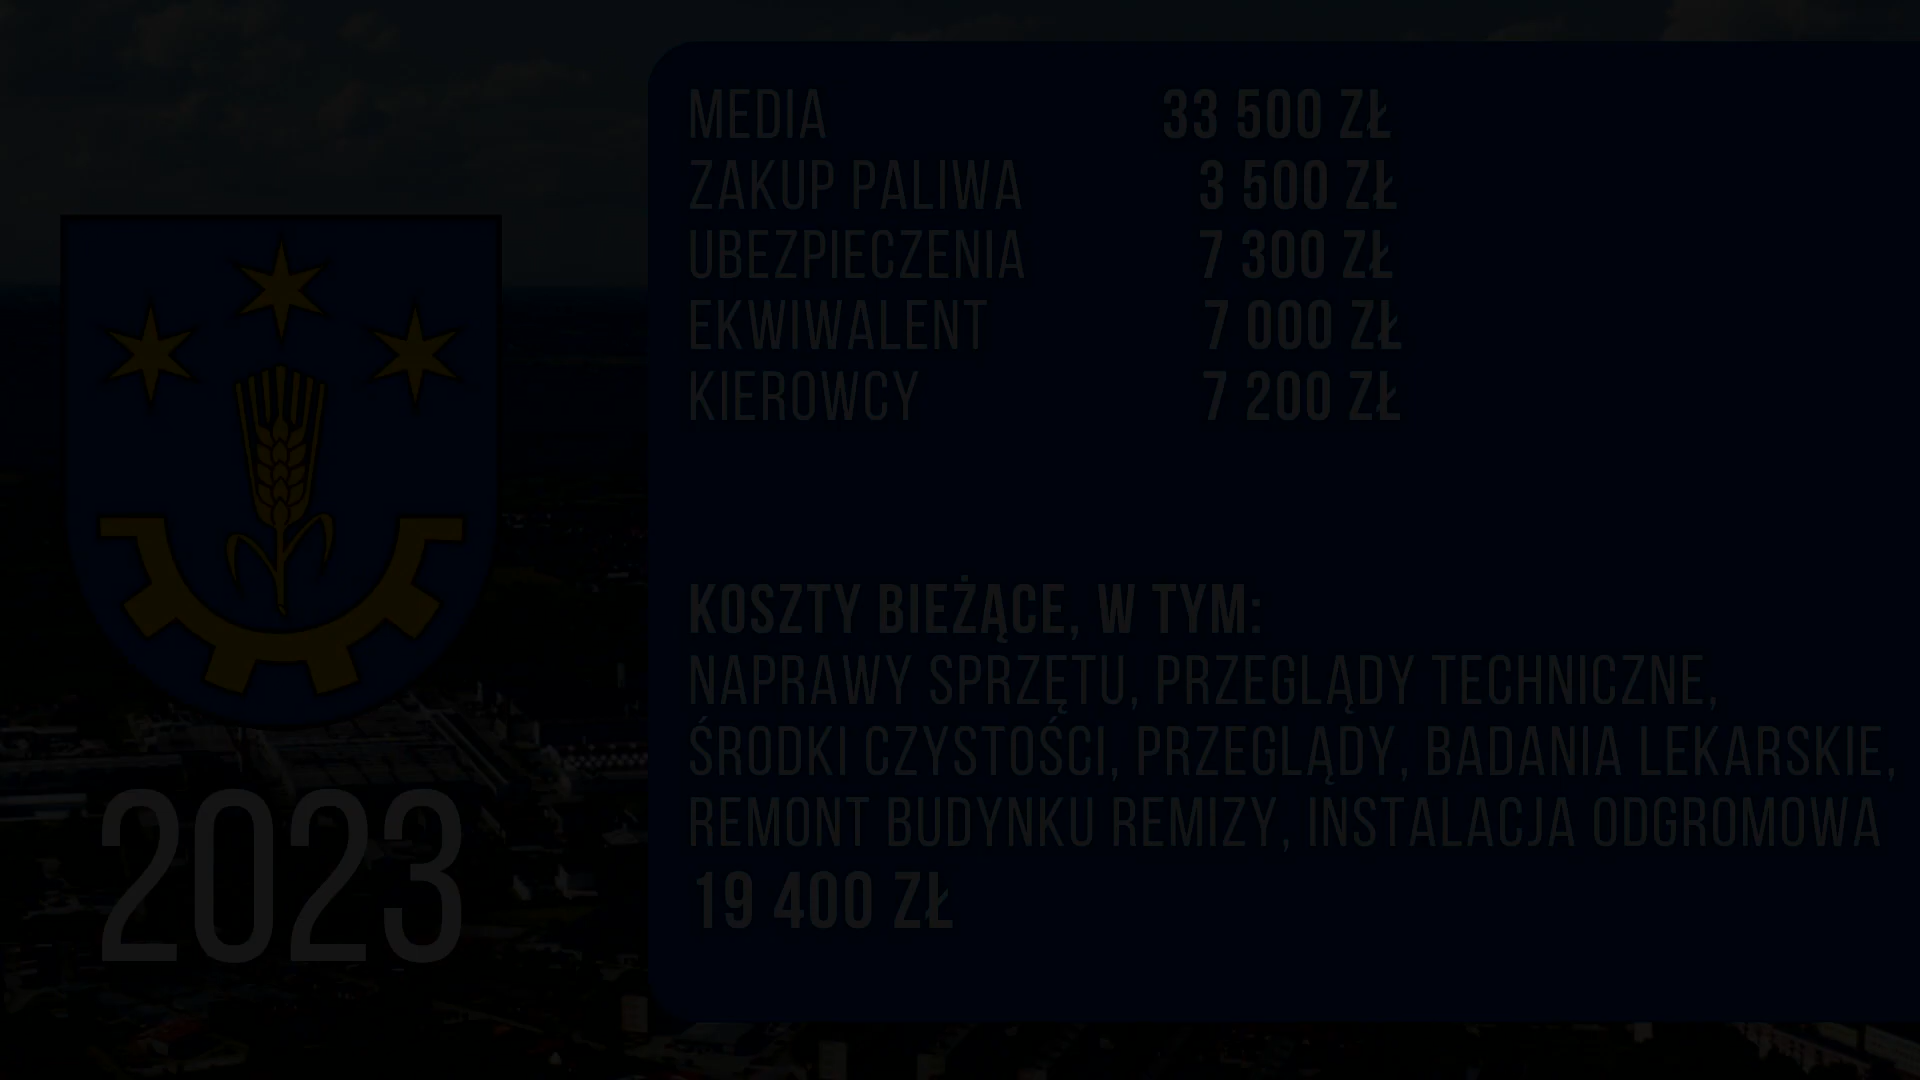 MEDIA 33 500 ZŁ
ZAKUP PALIWA 3 500 ZŁ
UBEZPIECZENIA 7 300 ZŁ
EKWIWALENT 7 000 ZŁ
KIEROWCY 7 200 ZŁ
KOSZTY BIEŻĄCE, W TYM:
NAPRAWY SPRZĘTU, PRZEGLĄDY TECHNICZNE,
ŚRODKI CZYSTOŚCI, PRZEGLĄDY, BADANIA LEKARSKIE,
REMONT BUDYNKU REMIZY, INSTALACJA ODGROMOWA
19 400 ZŁ
2023